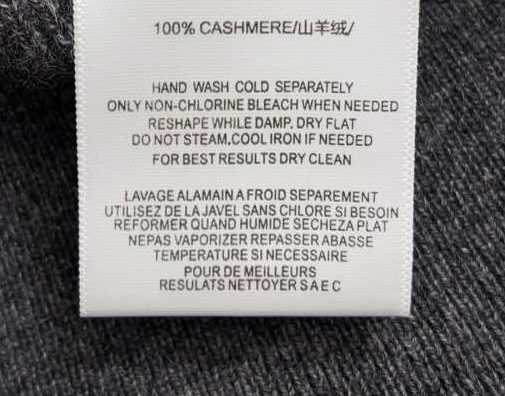 100% CASHMERE/山羊绒/
HAND WASH COLD SEPARATELY
ONLY NON-CHLORINE BLEACH WHEN NEEDED
RESHAPE WHILE DAMP. DRY FLAT
DO NOT STEAM.COOL IRON IF NEEDED
FOR BEST RESULTS DRY CLEAN
LAVAGE ALAMAIN A FROID SEPAREMENT
UTILISEZ DE LA JAVEL SANS CHLORE SI BESOIN
REFORMER QUAND HUMIDE SECHEZA PLAT
NEPAS VAPORIZER REPASSER ABASSE
TEMPERATURE SI NECESSAIRE
POUR DE MEILLEURS
RESULATS NETTOYER S A E C